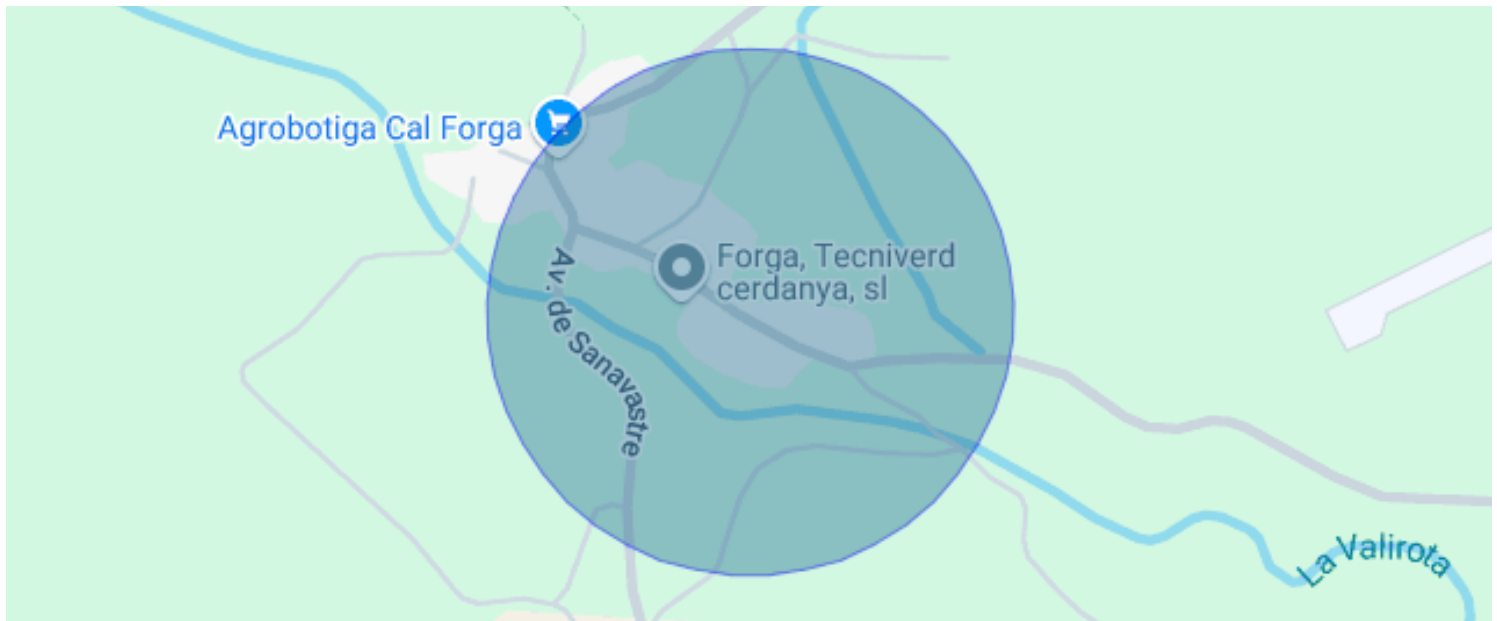 Agrobotiga Cal Forga
Forga, Tecniverd
cerdanya, sl
Av. de Sanavastre
La Valirota